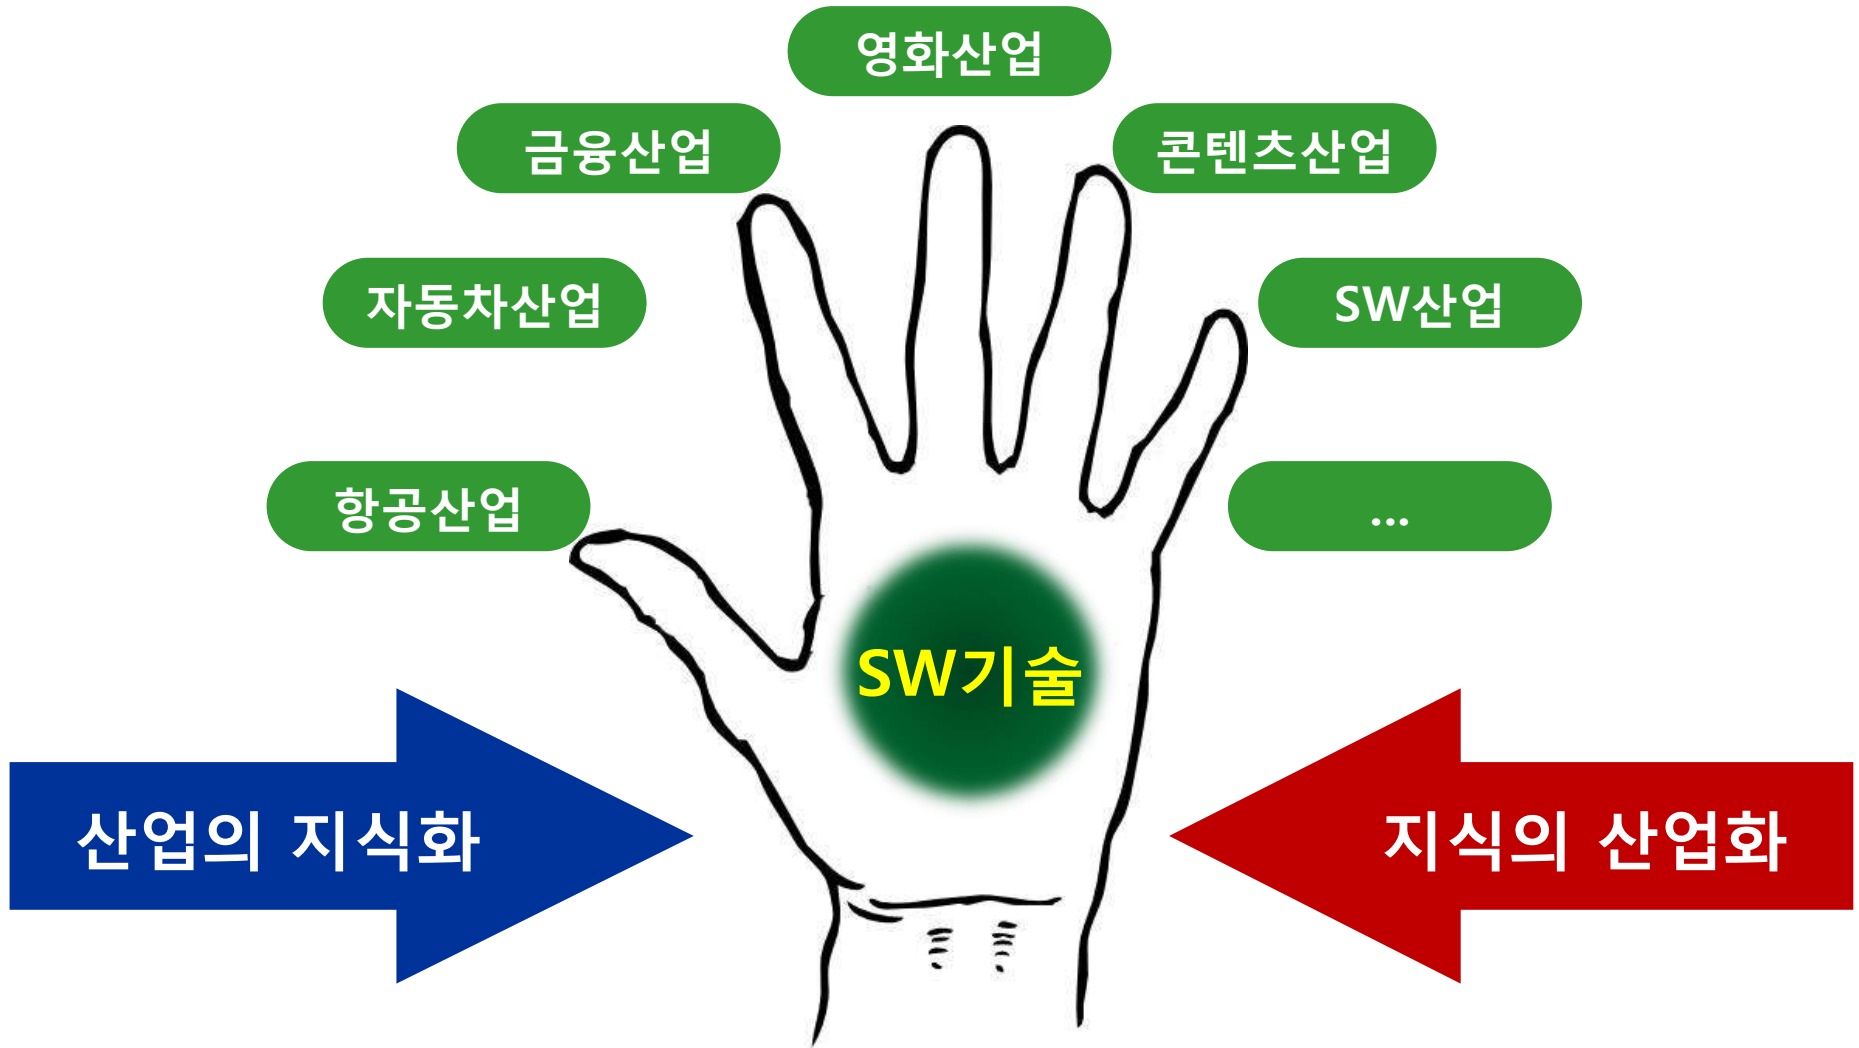 영화산업
금융산업
콘텐츠산업
자동차산업
SW산업
항공산업
...
SW기술
산업의 지식화
지식의 산업화